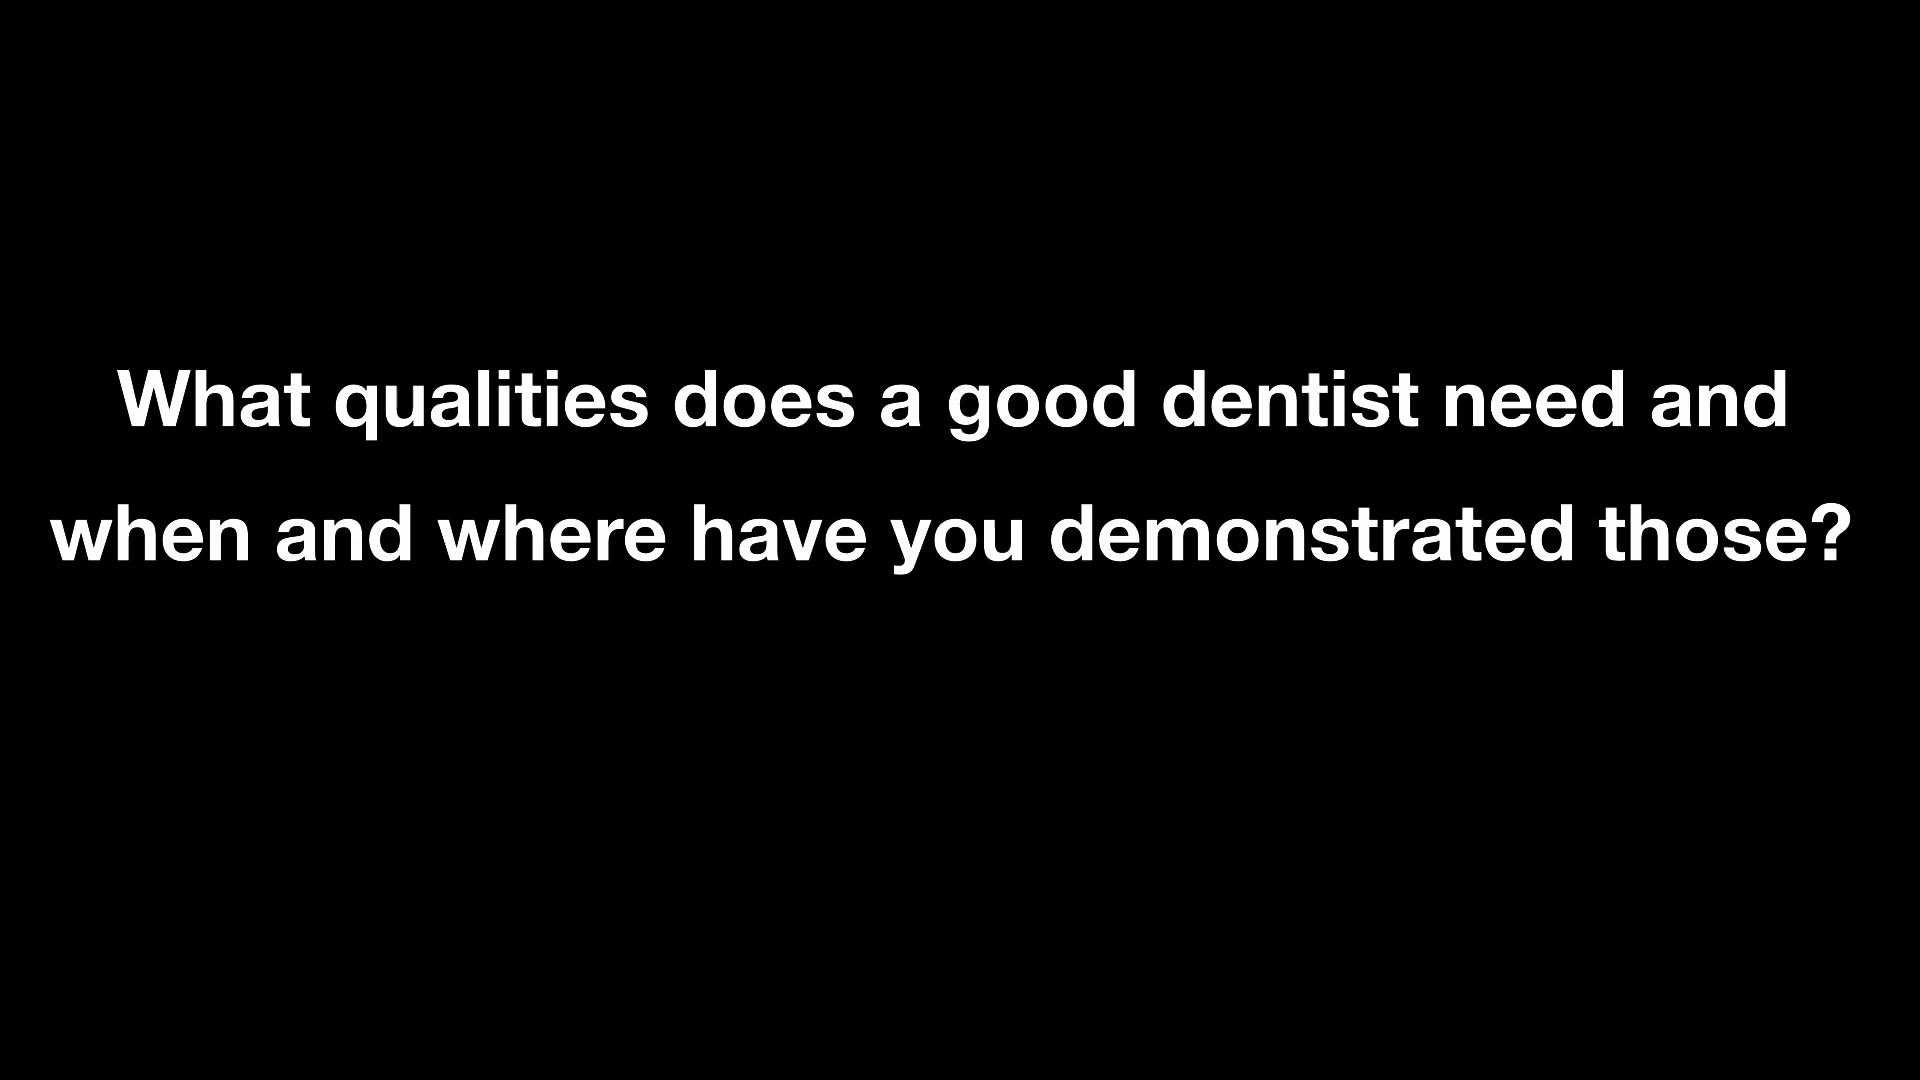 What qualities does a good dentist need and
when and where have you demonstrated those?